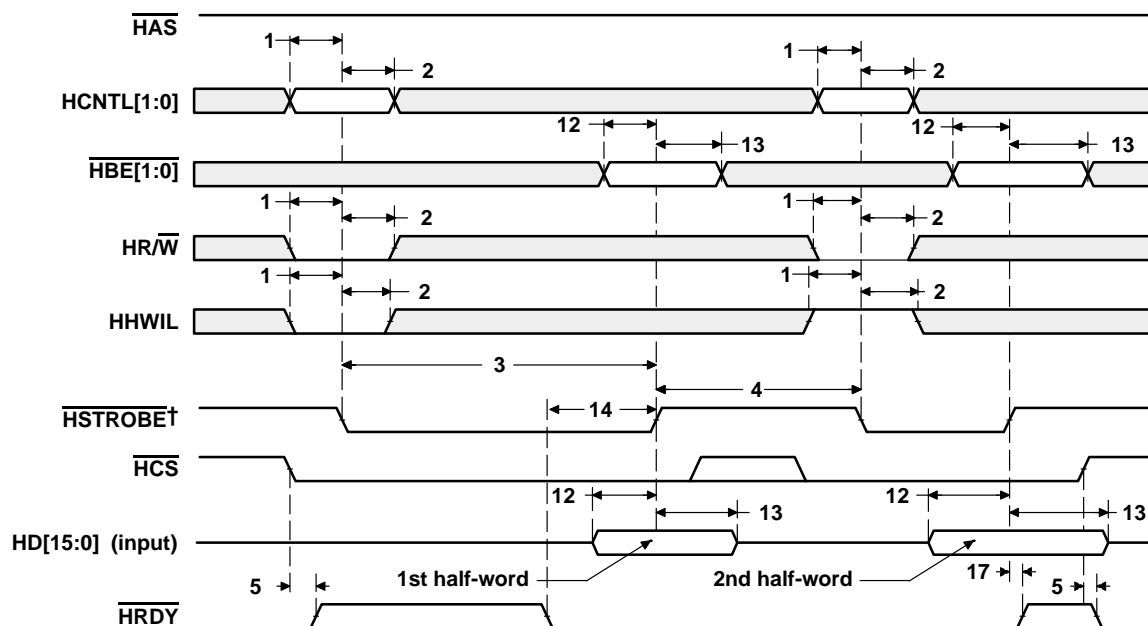 HAS
1
1
2
2
HCNTL[1:0]
12
12
13
13
HBE[1:0]
1
1
2
2
HR/W
1
1
2
2
HHWIL
3
4
14
HSTROBE†
HCS
12
12
13
13
HD[15:0] (input)
1st half-word
2nd half-word
5
17
5
HRDY